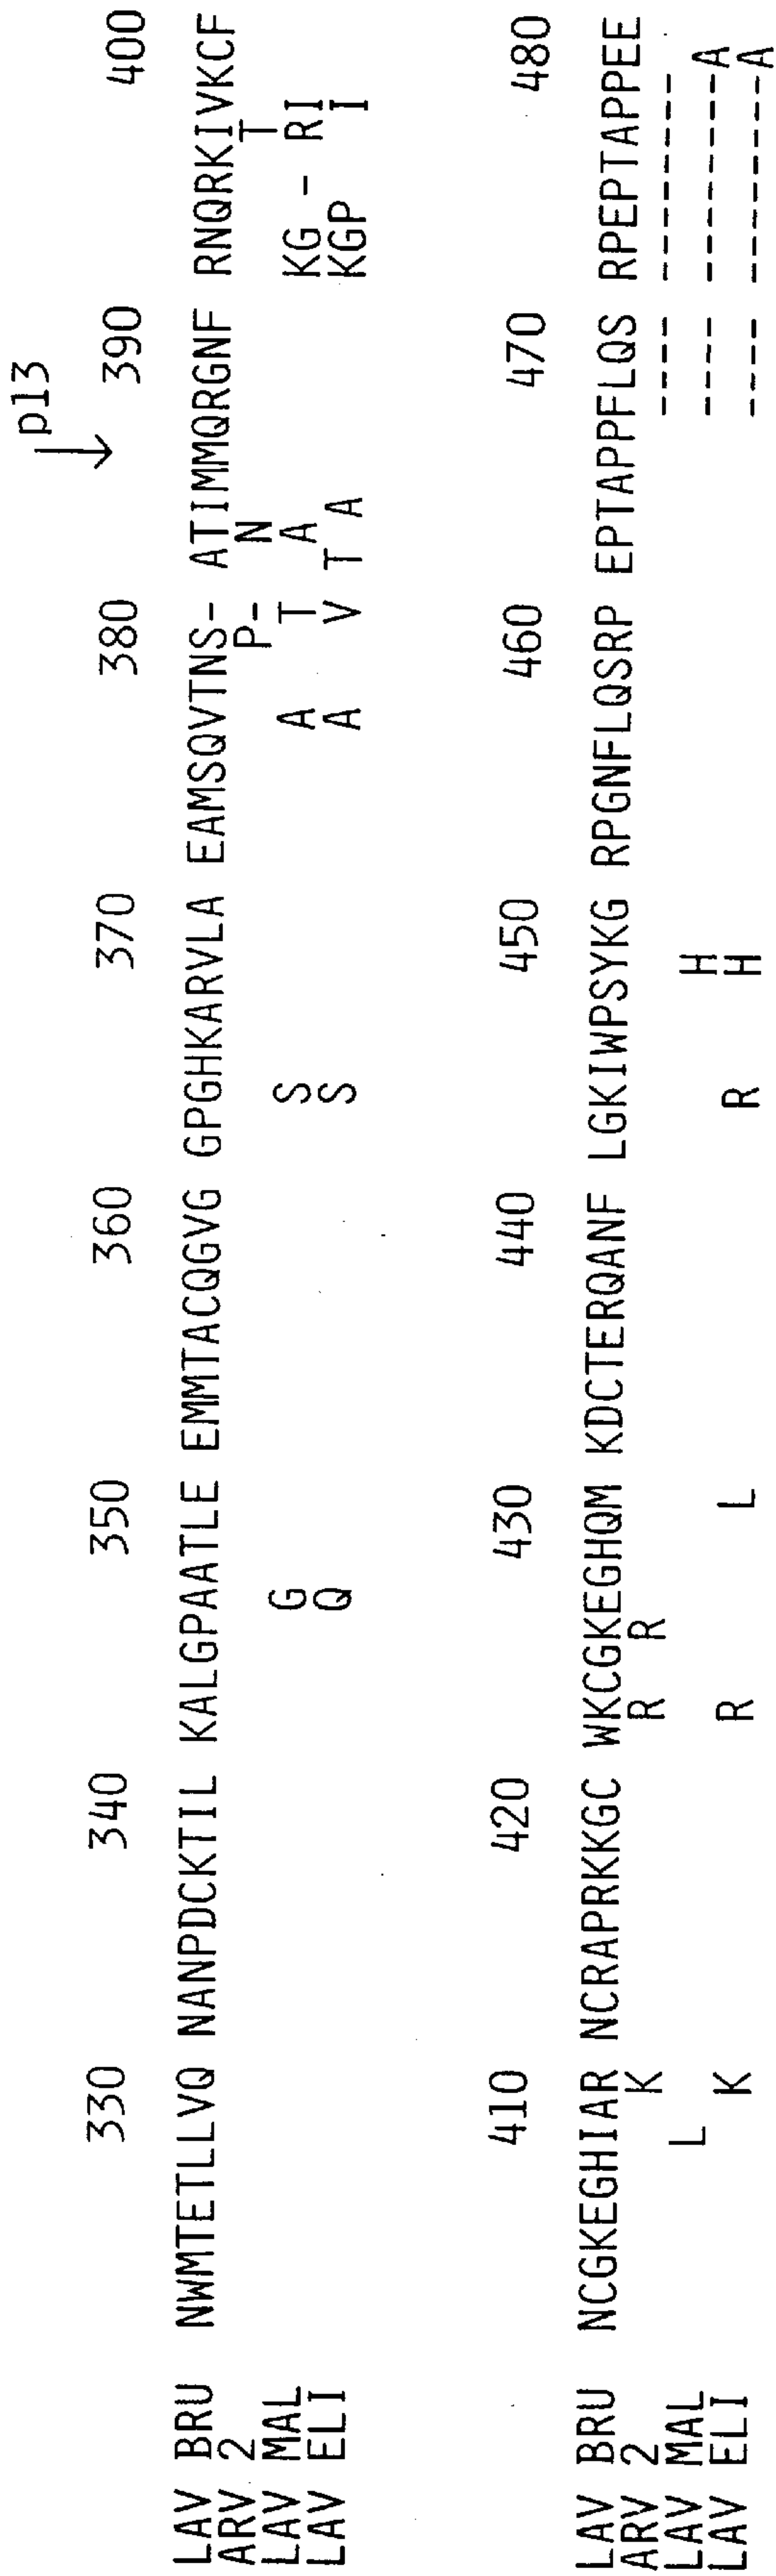 p13
↓
330 340 350 360 370 380 390 400
LAV BRU NWMTETLLVQ NANPDCKTIL KALGPAATLE EMMTACQGVG GPGHKARVLA EAMSQVTNS- ATIMMQRGNF RNQRKIVKCF
ARV 2 P- N T
LAV MAL G S A T A KG - RI
LAV ELI Q S A V T A KGP I
410 420 430 440 450 460 470 480
LAV BRU NCGKEGHIAR NCRAPRKKGC WKCGKEGHQM KDCTERQANF LGKIWPSYKG RPGNFLQSRP EPTAPPFLQS RPEPTAPPEE
ARV 2 K R R ---- --------
LAV MAL L H ---- --------A
LAV ELI K R L R H ---- --------A